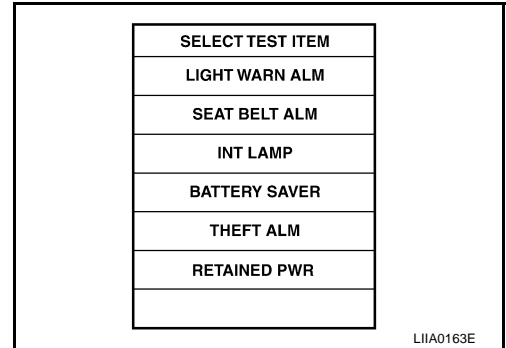 SELECT TEST ITEM
LIGHT WARN ALM
SEAT BELT ALM
INT LAMP
BATTERY SAVER
THEFT ALM
RETAINED PWR
LIIA0163E